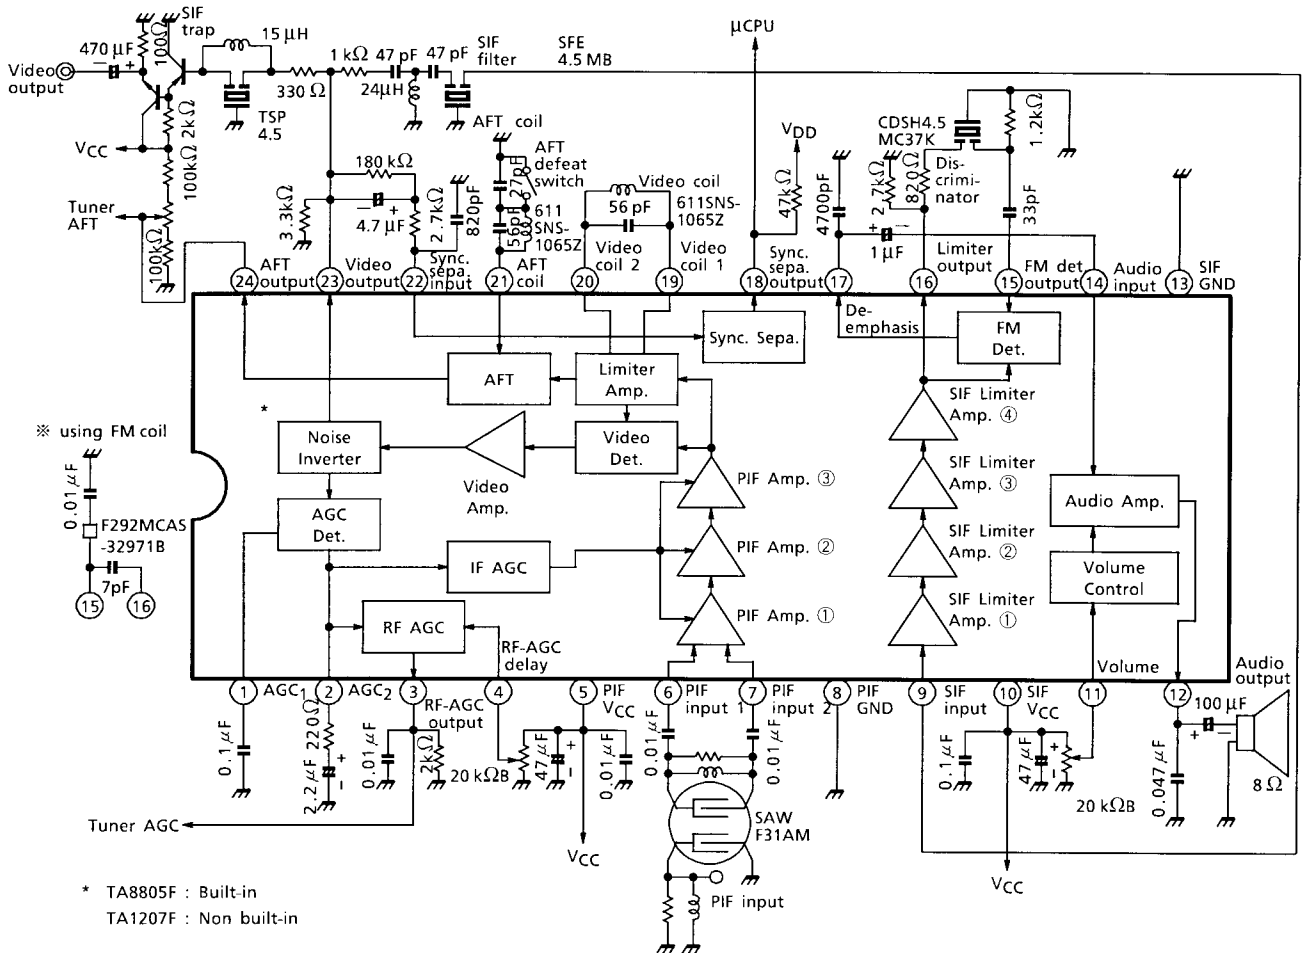 SIF
trap
15 μH
470 μF
100Ω
100Ω
− +
Video
output
1 kΩ
47 pF
47 pF
SIF
filter
SFE
4.5 MB
μCPU
330 Ω
24μH
TSP
4.5
2kΩ
VCC
100kΩ
Tuner
AFT
100kΩ
180 kΩ
3.3kΩ
− +
4.7 μF
2.7kΩ
820pF
AFT coil
AFT
defeat
switch
27pF
56pF
611
SNS-
1065Z
Video coil
56 pF
611SNS-
1065Z
VDD
47kΩ
4700pF
+ −
1 μF
2.7kΩ
820Ω
CDSH4.5
MC37K
Dis-
crimi-
nator
1.2kΩ
33pF
24
AFT
output
23
Video
output
22
Sync.
sepa.
input
21
AFT
coil
20
Video
coil 2
19
Video
coil 1
18
Sync.
sepa.
output
17
De-
emphasis
16
Limiter
output
15
FM det
output
14
Audio
input
13
SIF
GND
Sync. Sepa.
FM
Det.
AFT
Limiter
Amp.
SIF Limiter
Amp. ④
*
Noise
Inverter
Video
Amp.
Video
Det.
PIF Amp. ③
SIF Limiter
Amp. ③
Audio Amp.
※ using FM coil
0.01 μF
F292MCAS
-32971B
7pF
15
16
AGC
Det.
IF AGC
PIF Amp. ②
SIF Limiter
Amp. ②
Volume
Control
RF AGC
RF-AGC
delay
PIF Amp. ①
SIF Limiter
Amp. ①
1
AGC1
2
AGC2
3
RF-AGC
output
4
5
PIF
VCC
6
PIF
input 1
7
PIF
input 2
8
PIF
GND
9
SIF
input
10
SIF
VCC
11
Volume
12
Audio
output
0.1 μF
220Ω
2.2 μF
+
−
0.01 μF
2kΩ
20 kΩB
47 μF
+
−
0.01 μF
0.01 μF
0.01 μF
0.1 μF
47 μF
+
−
20 kΩB
100 μF
+ −
0.047 μF
8 Ω
Tuner AGC
VCC
SAW
F31AM
PIF input
VCC
* TA8805F : Built-in
TA1207F : Non built-in